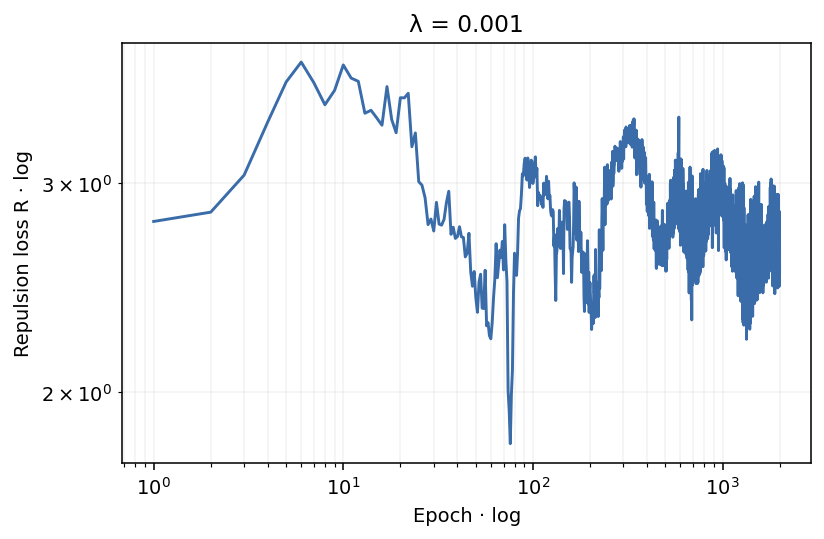 λ = 0.001
Repulsion loss R · log
3 × 10⁰
2 × 10⁰
10⁰ 10¹ 10² 10³
Epoch · log